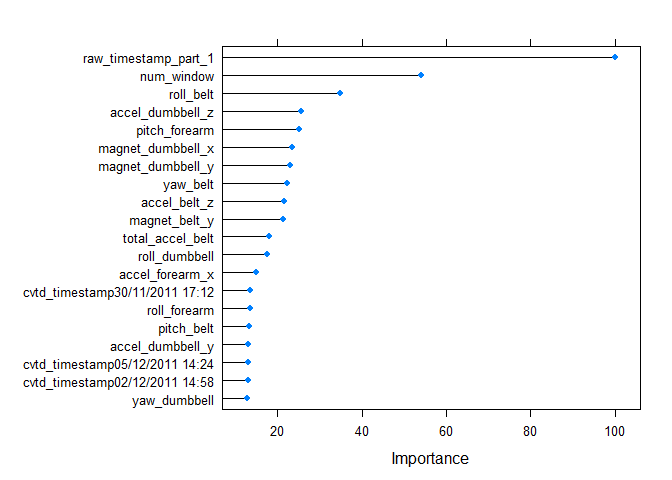 raw_timestamp_part_1
num_window
roll_belt
accel_dumbbell_z
pitch_forearm
magnet_dumbbell_x
magnet_dumbbell_y
yaw_belt
accel_belt_z
magnet_belt_y
total_accel_belt
roll_dumbbell
accel_forearm_x
cvtd_timestamp30/11/2011 17:12
roll_forearm
pitch_belt
accel_dumbbell_y
cvtd_timestamp05/12/2011 14:24
cvtd_timestamp02/12/2011 14:58
yaw_dumbbell
20 40 60 80 100
Importance